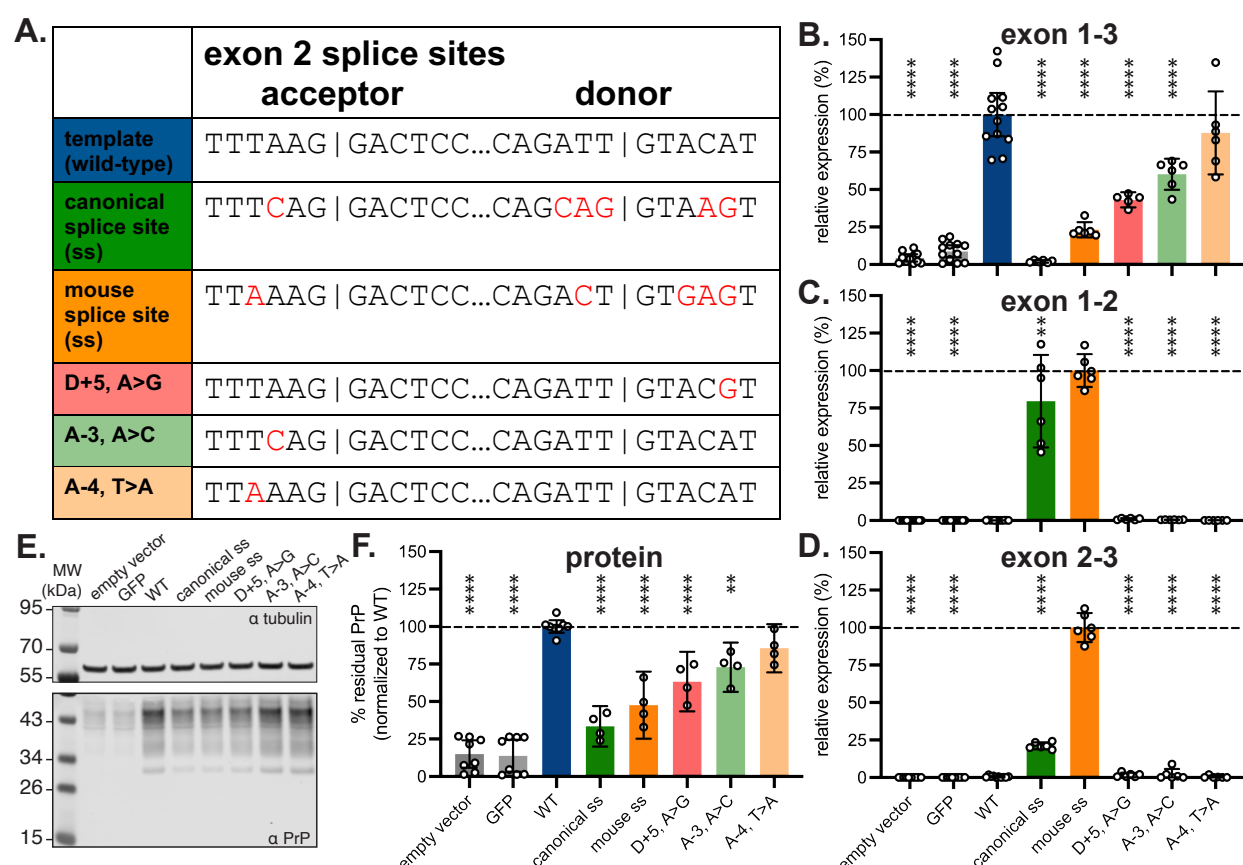 A.
exon 2 splice sites
acceptor donor
template
(wild-type)
TTTAAG|GACTCC...CAGATT|GTACAT
canonical
splice site
(ss)
TTTCAG|GACTCC...CAGCAG|GTAAGT
mouse
splice site
(ss)
TTAAAG|GACTCC...CAGACT|GTGAGT
D+5, A>G
TTTAAG|GACTCC...CAGATT|GTACGT
A-3, A>C
TTTCAG|GACTCC...CAGATT|GTACAT
A-4, T>A
TTAAAG|GACTCC...CAGATT|GTACAT
B.
exon 1-3
relative expression (%)
150
125
100
75
50
25
0
**** **** **** **** **** ****
C.
exon 1-2
relative expression (%)
150
125
100
75
50
25
0
**** **** ** **** **** ****
D.
exon 2-3
relative expression (%)
150
125
100
75
50
25
0
**** **** **** **** **** ****
empty vector
GFP
WT
canonical ss
mouse ss
D+5, A>G
A-3, A>C
A-4, T>A
E.
MW
(kDa)
empty vector
GFP
WT
canonical ss
mouse ss
D+5, A>G
A-3, A>C
A-4, T>A
95
70
55
α tubulin
43
34
26
15
α PrP
F.
protein
% residual PrP
(normalized to WT)
150
125
100
75
50
25
0
**** **** **** **** **** **
empty vector
GFP
WT
canonical ss
mouse ss
D+5, A>G
A-3, A>C
A-4, T>A